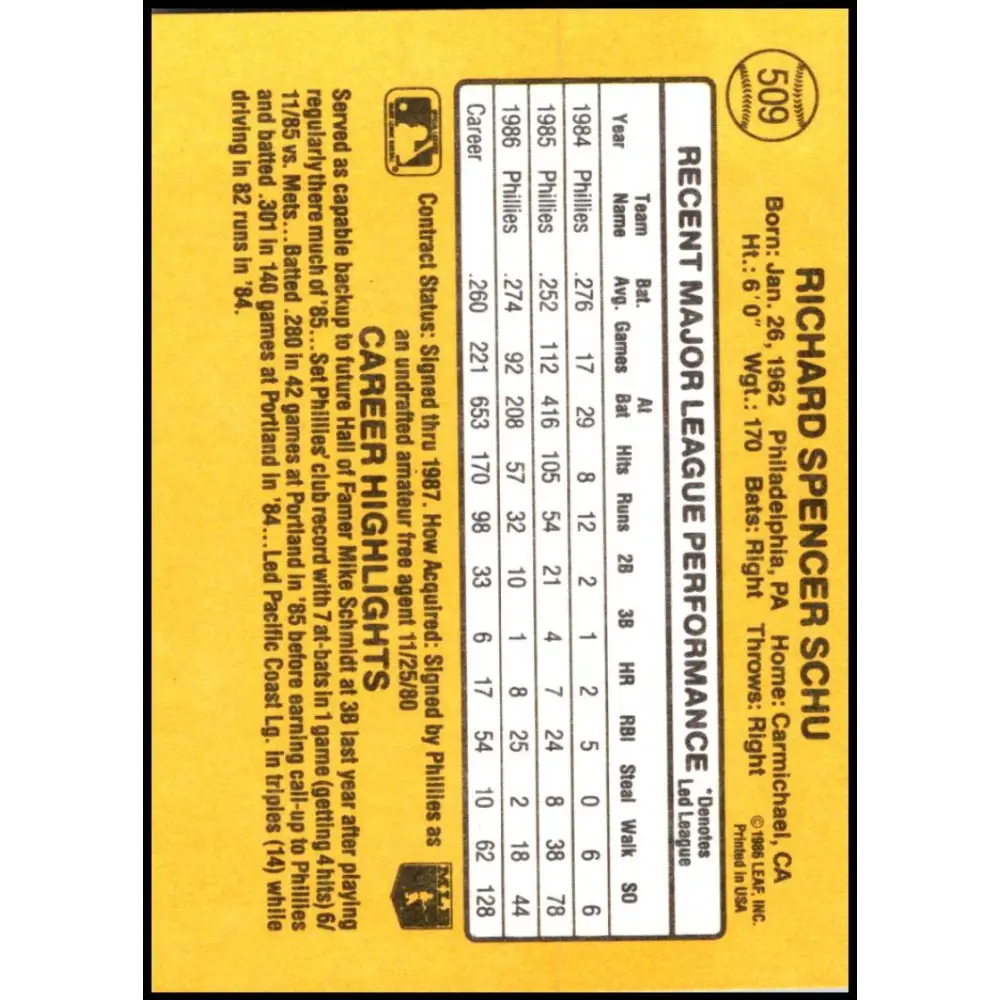 509
RICHARD SPENCER SCHU
Born: Jan. 26, 1962 Philadelphia, PA Home: Carmichael, CA
Ht.: 6'0" Wgt.: 170 Bats: Right Throws: Right
©1986 LEAF, INC.
Printed in USA
RECENT MAJOR LEAGUE PERFORMANCE
*Denotes
Led League
Year Team Name Bat. Avg. Games At Bat Hits Runs 2B 3B HR RBI Steal Walk SO
1984 Phillies .276 17 29 8 12 2 1 2 5 0 6 6
1985 Phillies .252 112 416 105 54 21 4 7 24 8 38 78
1986 Phillies .274 92 208 57 32 10 1 8 25 2 18 44
Career .260 221 653 170 98 33 6 17 54 10 62 128
Contract Status: Signed thru 1987. How Acquired: Signed by Phillies as
an undrafted amateur free agent 11/25/80
MLB
CAREER HIGHLIGHTS
Served as capable backup to future Hall of Famer Mike Schmidt at 3B last year after playing
regularly there much of '85...Set Phillies' club record with 7 at-bats in 1 game (getting 4 hits) 6/
11/85 vs. Mets...Batted .280 in 42 games at Portland in '85 before earning call-up to Phillies
and batted .301 in 140 games at Portland in '84...Led Pacific Coast Lg. in triples (14) while
driving in 82 runs in '84.